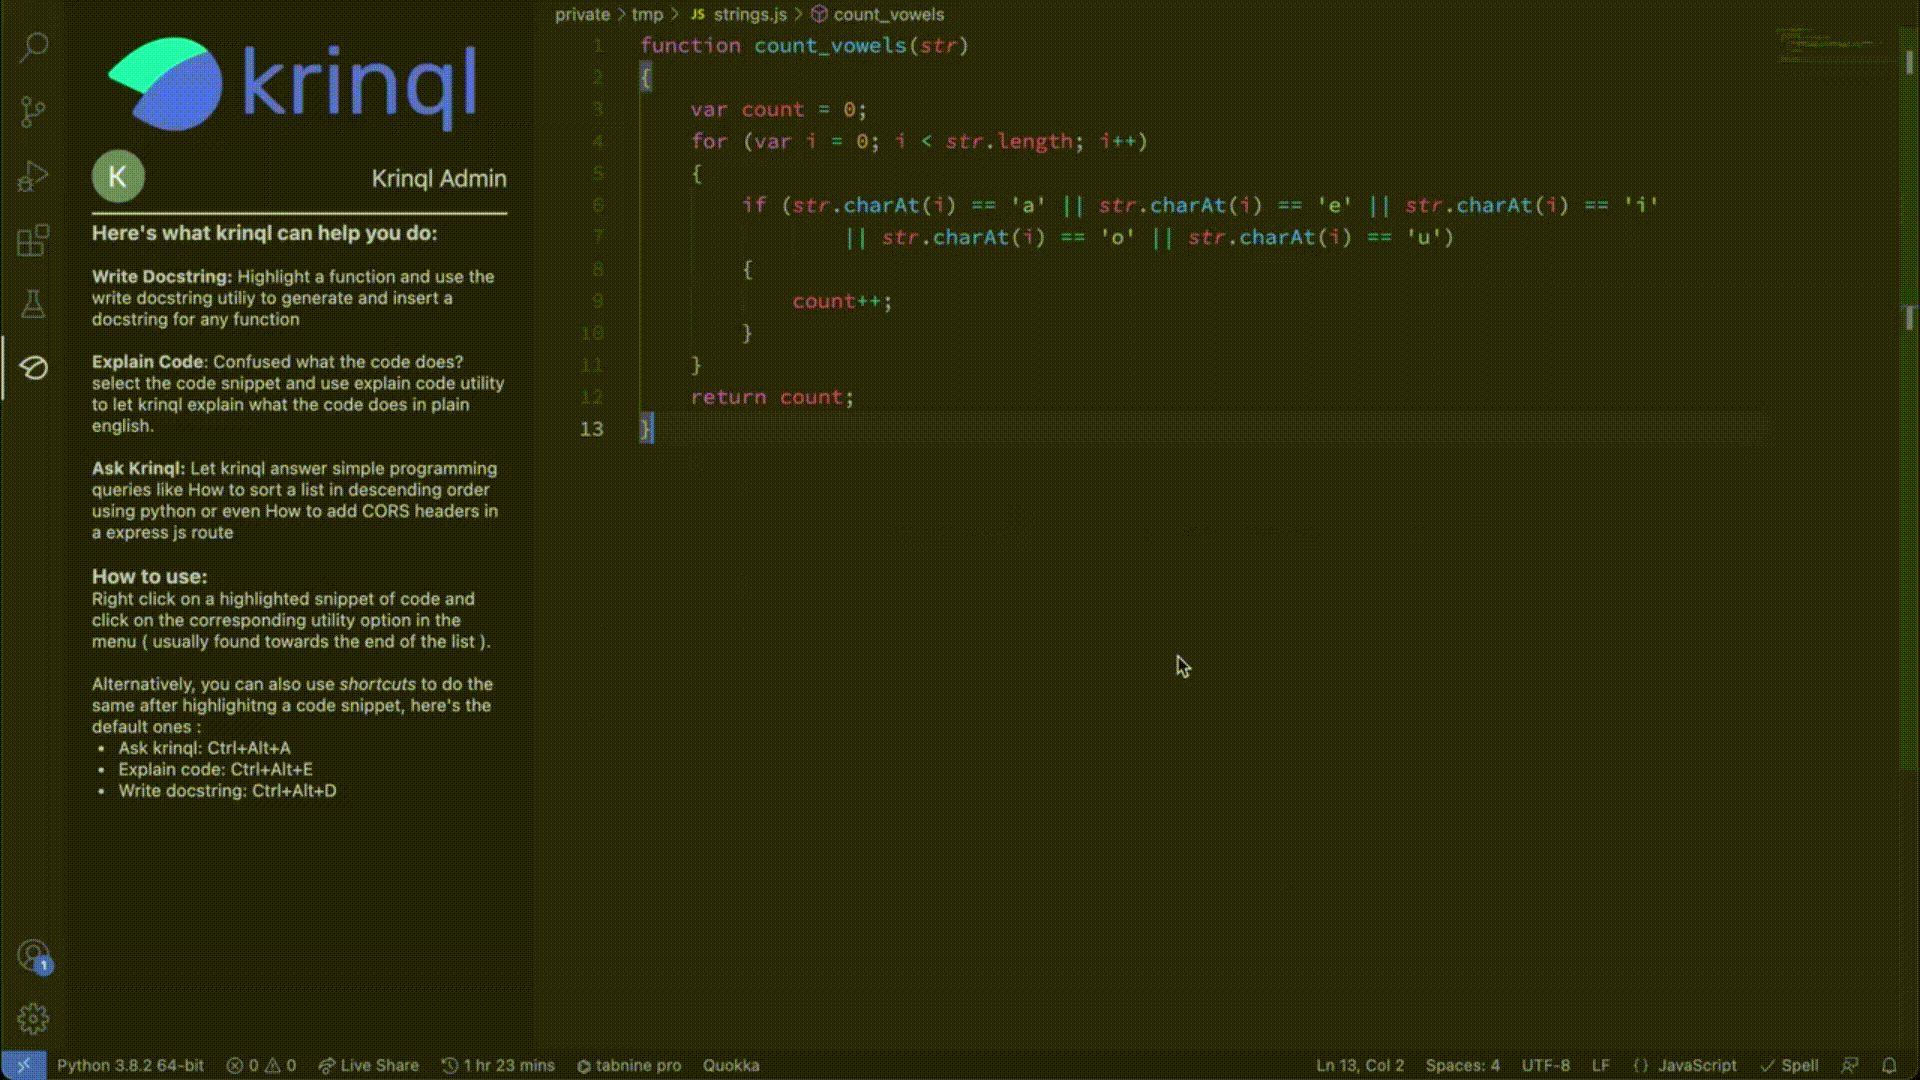 private > tmp > JS strings.js > count_vowels
krinql
K
Krinql Admin
Here's what krinql can help you do:
Write Docstring: Highlight a function and use the
write docstring utiliy to generate and insert a
docstring for any function
Explain Code: Confused what the code does?
select the code snippet and use explain code utility
to let krinql explain what the code does in plain
english.
Ask Krinql: Let krinql answer simple programming
queries like How to sort a list in descending order
using python or even How to add CORS headers in
a express js route
How to use:
Right click on a highlighted snippet of code and
click on the corresponding utility option in the
menu ( usually found towards the end of the list ).
Alternatively, you can also use shortcuts to do the
same after highlighitng a code snippet, here's the
default ones :
• Ask krinql: Ctrl+Alt+A
• Explain code: Ctrl+Alt+E
• Write docstring: Ctrl+Alt+D
1 function count_vowels(str)
2 {
3     var count = 0;
4     for (var i = 0; i < str.length; i++)
5     {
6         if (str.charAt(i) == 'a' || str.charAt(i) == 'e' || str.charAt(i) == 'i'
7                 || str.charAt(i) == 'o' || str.charAt(i) == 'u')
8         {
9             count++;
10         }
11     }
12     return count;
13 }
1
Python 3.8.2 64-bit 0 0 Live Share 1 hr 23 mins tabnine pro Quokka Ln 13, Col 2 Spaces: 4 UTF-8 LF {} JavaScript ✓ Spell